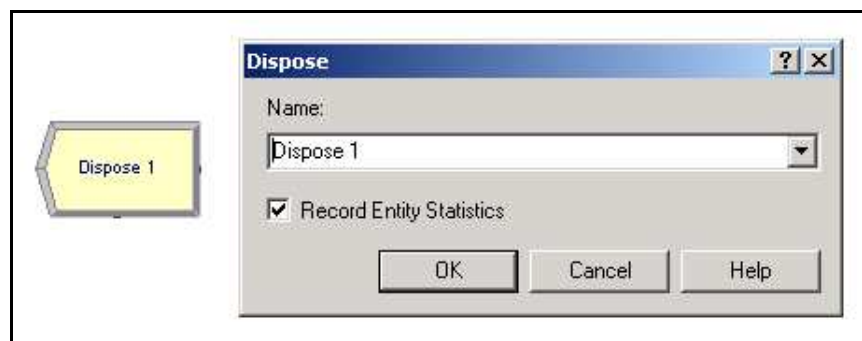 Dispose 1
Dispose
Name:
Dispose 1
Record Entity Statistics
OK Cancel Help